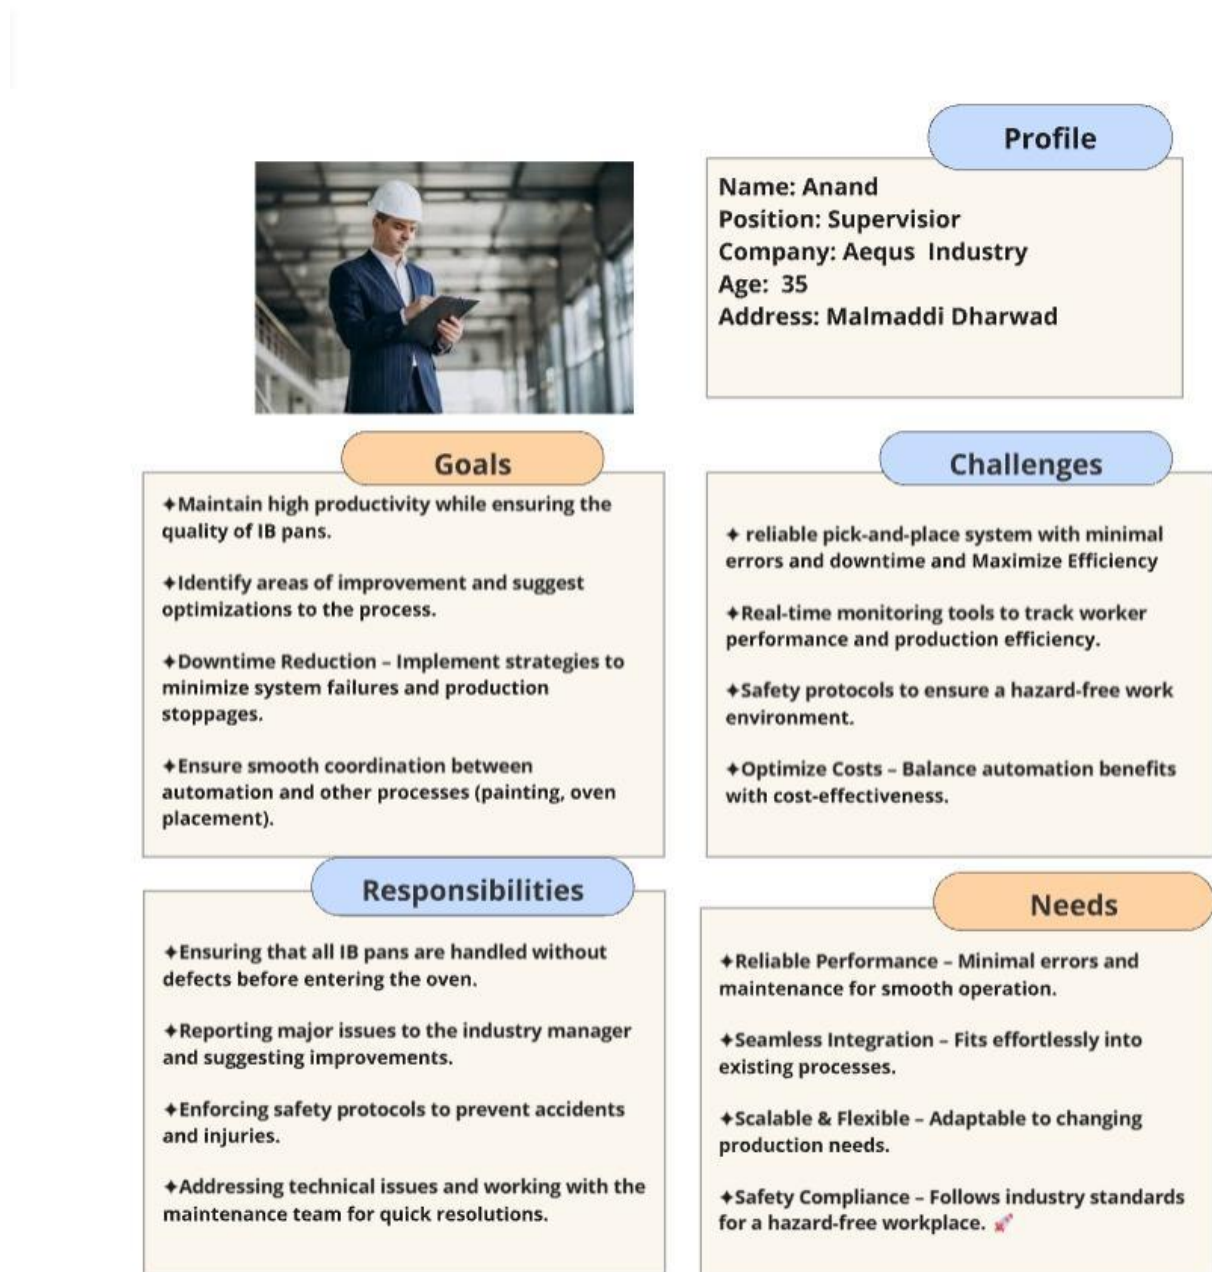 Profile
Name: Anand
Position: Supervisior
Company: Aequs  Industry
Age:  35
Address: Malmaddi Dharwad
Goals
✦Maintain high productivity while ensuring the
quality of IB pans.
✦Identify areas of improvement and suggest
optimizations to the process.
✦Downtime Reduction – Implement strategies to
minimize system failures and production
stoppages.
✦Ensure smooth coordination between
automation and other processes (painting, oven
placement).
Challenges
✦ reliable pick-and-place system with minimal
errors and downtime and Maximize Efficiency
✦Real-time monitoring tools to track worker
performance and production efficiency.
✦Safety protocols to ensure a hazard-free work
environment.
✦Optimize Costs – Balance automation benefits
with cost-effectiveness.
Responsibilities
✦Ensuring that all IB pans are handled without
defects before entering the oven.
✦Reporting major issues to the industry manager
and suggesting improvements.
✦Enforcing safety protocols to prevent accidents
and injuries.
✦Addressing technical issues and working with the
maintenance team for quick resolutions.
Needs
✦Reliable Performance – Minimal errors and
maintenance for smooth operation.
✦Seamless Integration – Fits effortlessly into
existing processes.
✦Scalable & Flexible – Adaptable to changing
production needs.
✦Safety Compliance – Follows industry standards
for a hazard-free workplace. 🚀